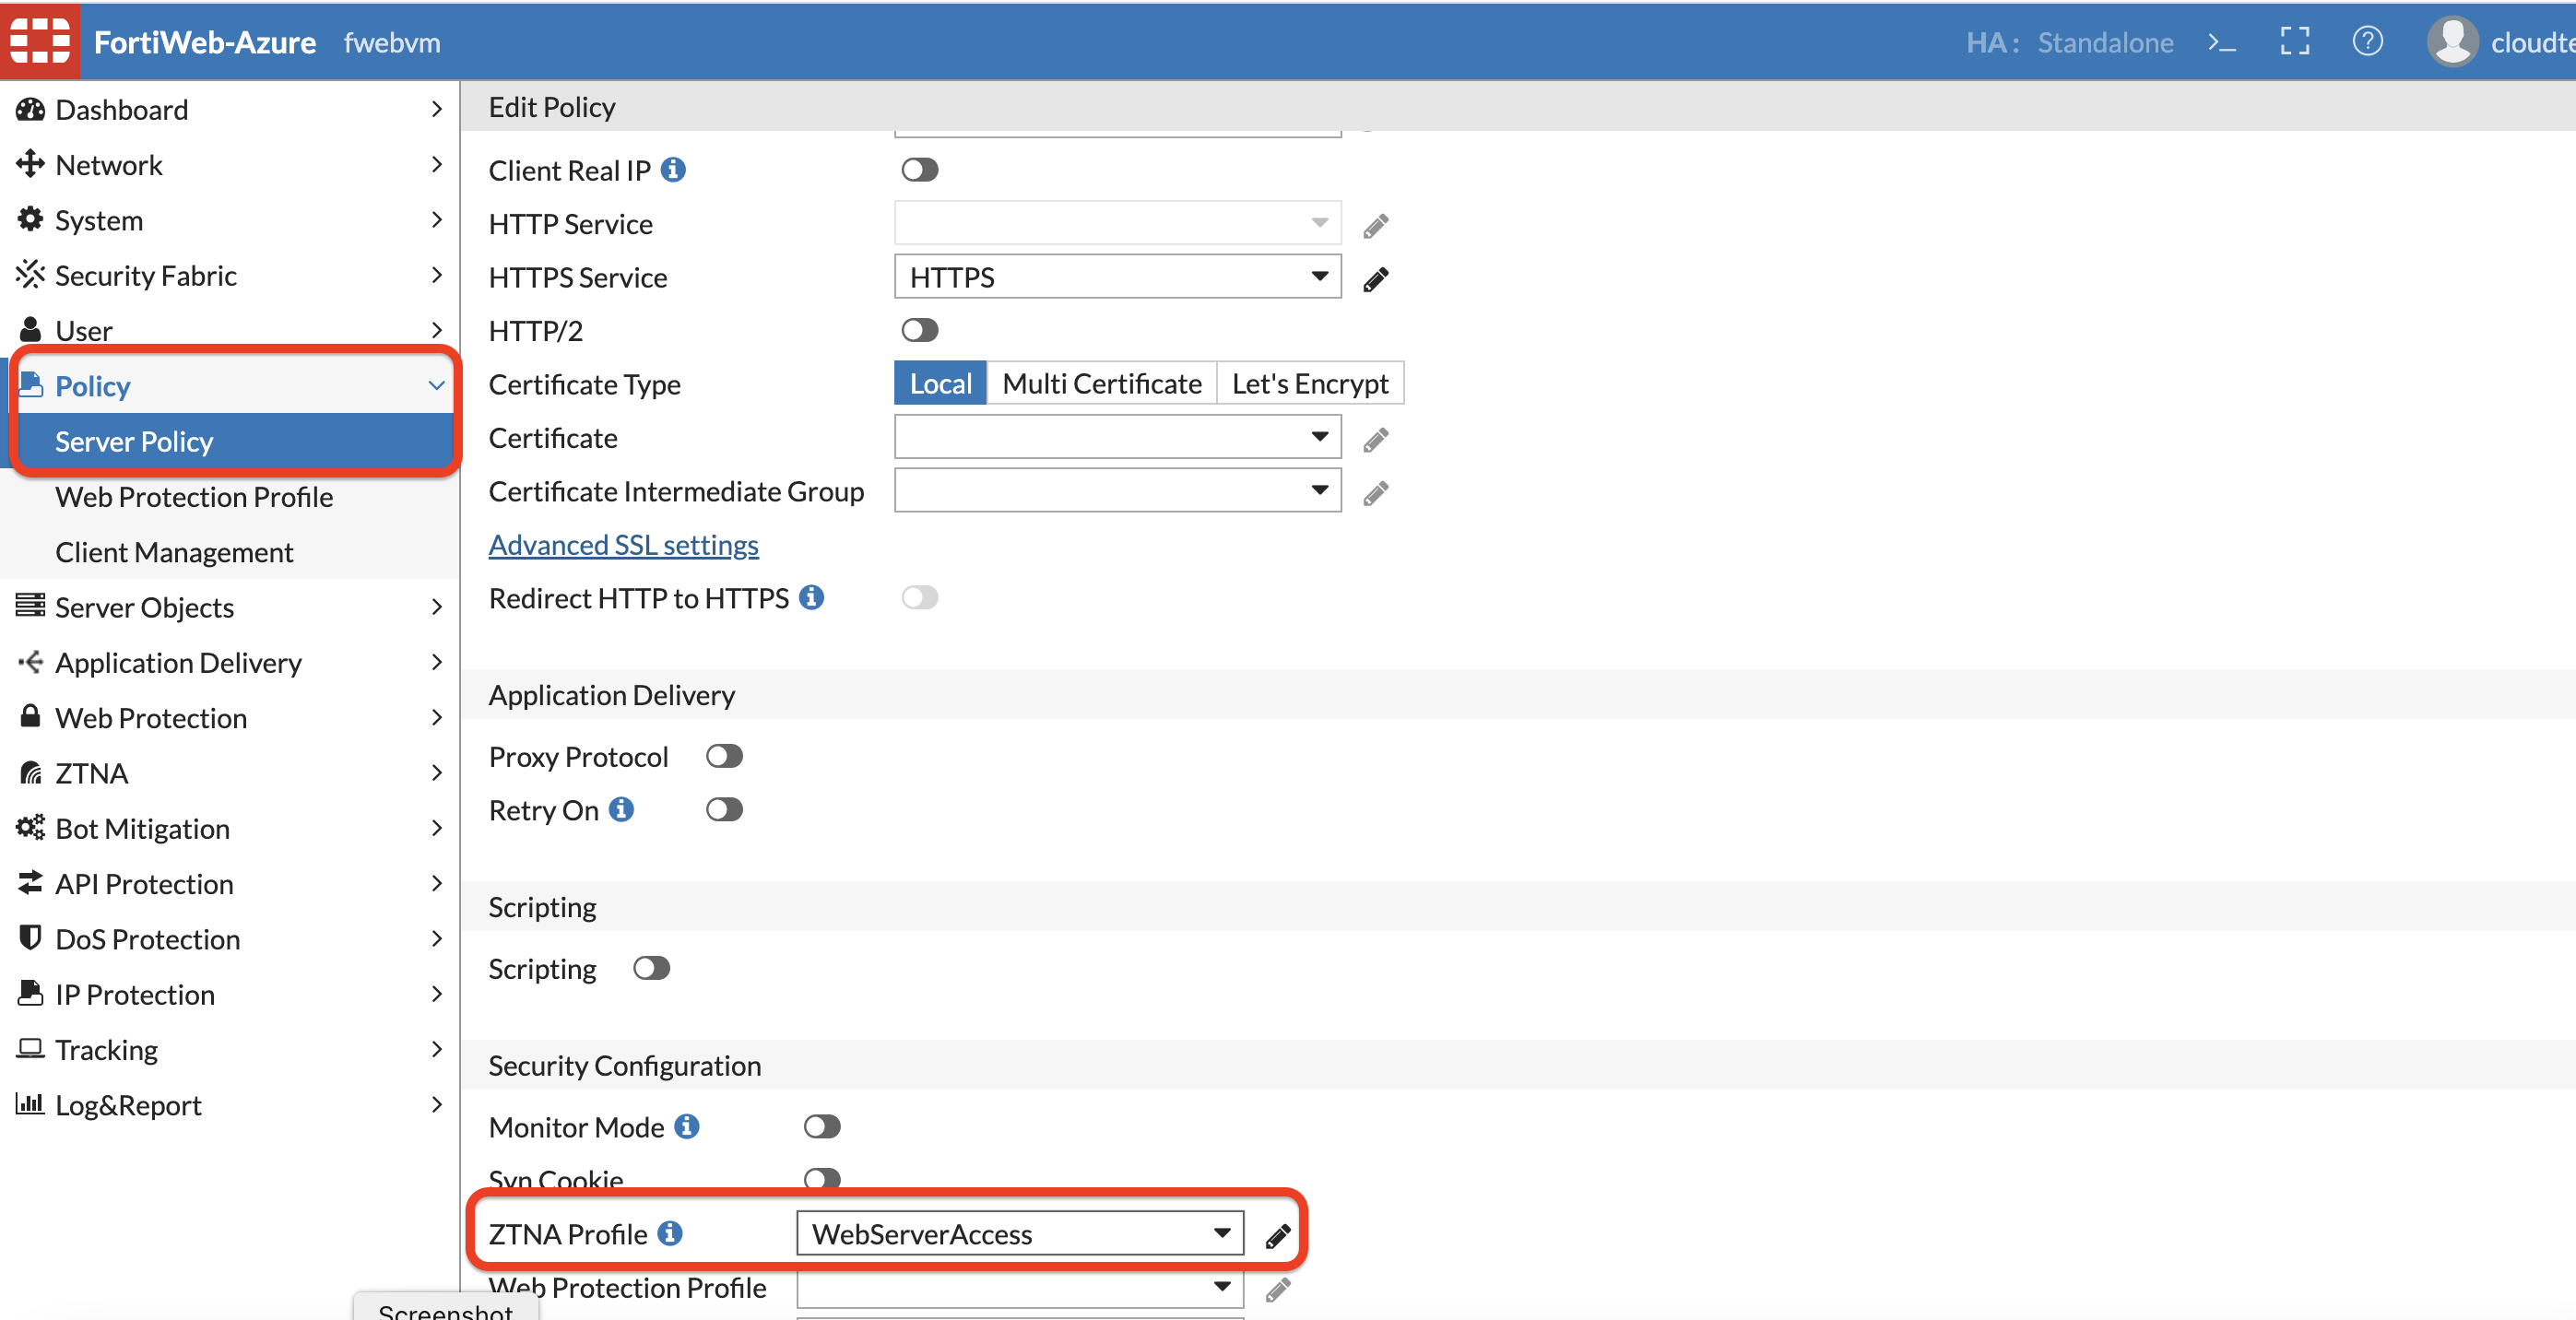 FortiWeb-Azure fwebvm HA: Standalone cloudte
Dashboard
Network
System
Security Fabric
User
Policy
Server Policy
Web Protection Profile
Client Management
Server Objects
Application Delivery
Web Protection
ZTNA
Bot Mitigation
API Protection
DoS Protection
IP Protection
Tracking
Log&Report
Edit Policy
Client Real IP
HTTP Service
HTTPS Service HTTPS
HTTP/2
Certificate Type Local Multi Certificate Let's Encrypt
Certificate
Certificate Intermediate Group
Advanced SSL settings
Redirect HTTP to HTTPS
Application Delivery
Proxy Protocol
Retry On
Scripting
Scripting
Security Configuration
Monitor Mode
Syn Cookie
ZTNA Profile WebServerAccess
Web Protection Profile
Screenshot